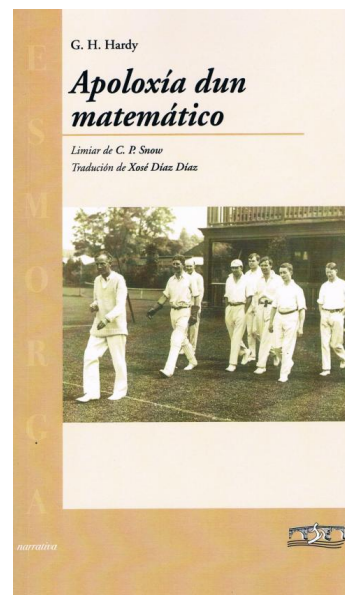 G. H. Hardy
Apoloxía dun
matemático
Limiar de C. P. Snow
Tradución de Xosé Díaz Díaz
E
S
M
O
R
G
A
narrativa